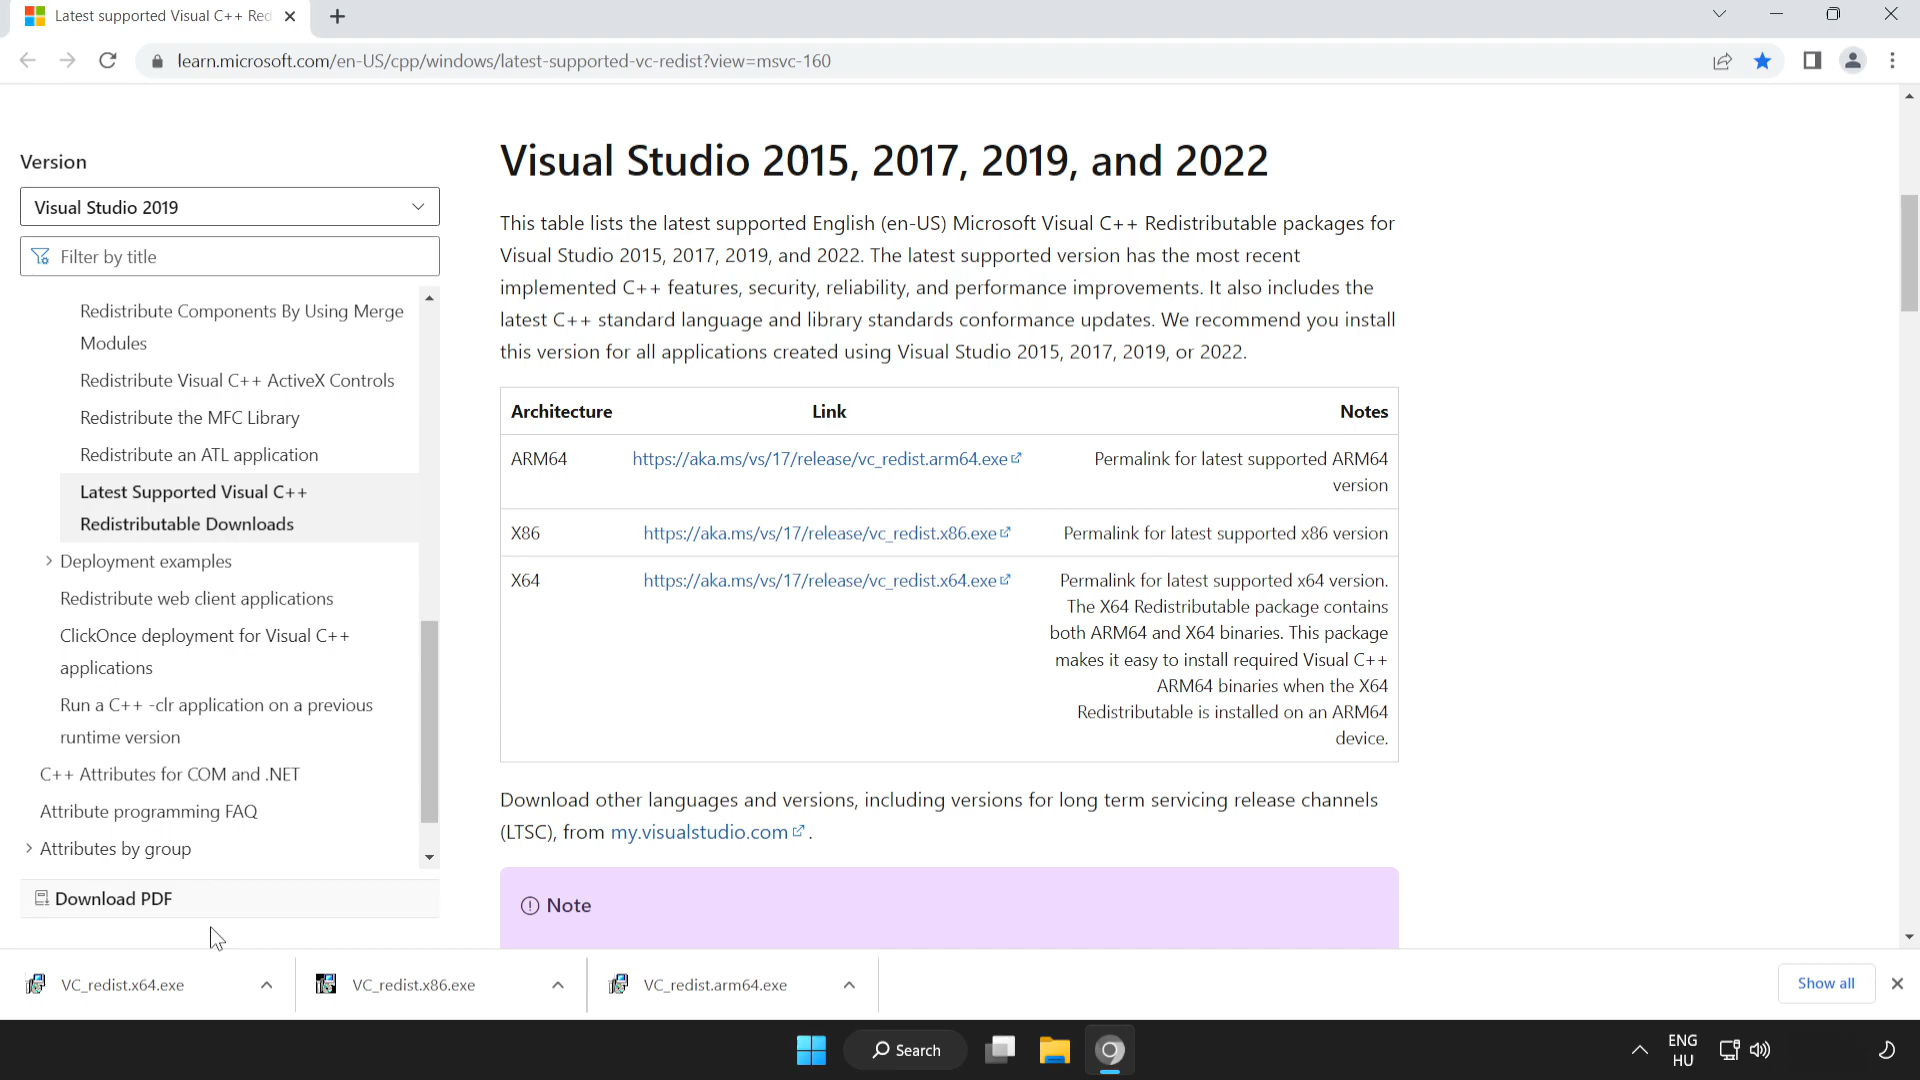 Latest supported Visual C++ Red
learn.microsoft.com/en-US/cpp/windows/latest-supported-vc-redist?view=msvc-160
Version
Visual Studio 2019
Filter by title
Redistribute Components By Using Merge
Modules
Redistribute Visual C++ ActiveX Controls
Redistribute the MFC Library
Redistribute an ATL application
Latest Supported Visual C++
Redistributable Downloads
Deployment examples
Redistribute web client applications
ClickOnce deployment for Visual C++
applications
Run a C++ -clr application on a previous
runtime version
C++ Attributes for COM and .NET
Attribute programming FAQ
Attributes by group
Download PDF
Visual Studio 2015, 2017, 2019, and 2022
This table lists the latest supported English (en-US) Microsoft Visual C++ Redistributable packages for
Visual Studio 2015, 2017, 2019, and 2022. The latest supported version has the most recent
implemented C++ features, security, reliability, and performance improvements. It also includes the
latest C++ standard language and library standards conformance updates. We recommend you install
this version for all applications created using Visual Studio 2015, 2017, 2019, or 2022.
Architecture Link Notes
ARM64 https://aka.ms/vs/17/release/vc_redist.arm64.exe Permalink for latest supported ARM64
version
X86 https://aka.ms/vs/17/release/vc_redist.x86.exe Permalink for latest supported x86 version
X64 https://aka.ms/vs/17/release/vc_redist.x64.exe Permalink for latest supported x64 version.
The X64 Redistributable package contains
both ARM64 and X64 binaries. This package
makes it easy to install required Visual C++
ARM64 binaries when the X64
Redistributable is installed on an ARM64
device.
Download other languages and versions, including versions for long term servicing release channels
(LTSC), from my.visualstudio.com .
Note
VC_redist.x64.exe
VC_redist.x86.exe
VC_redist.arm64.exe
Show all
Search
ENG
HU